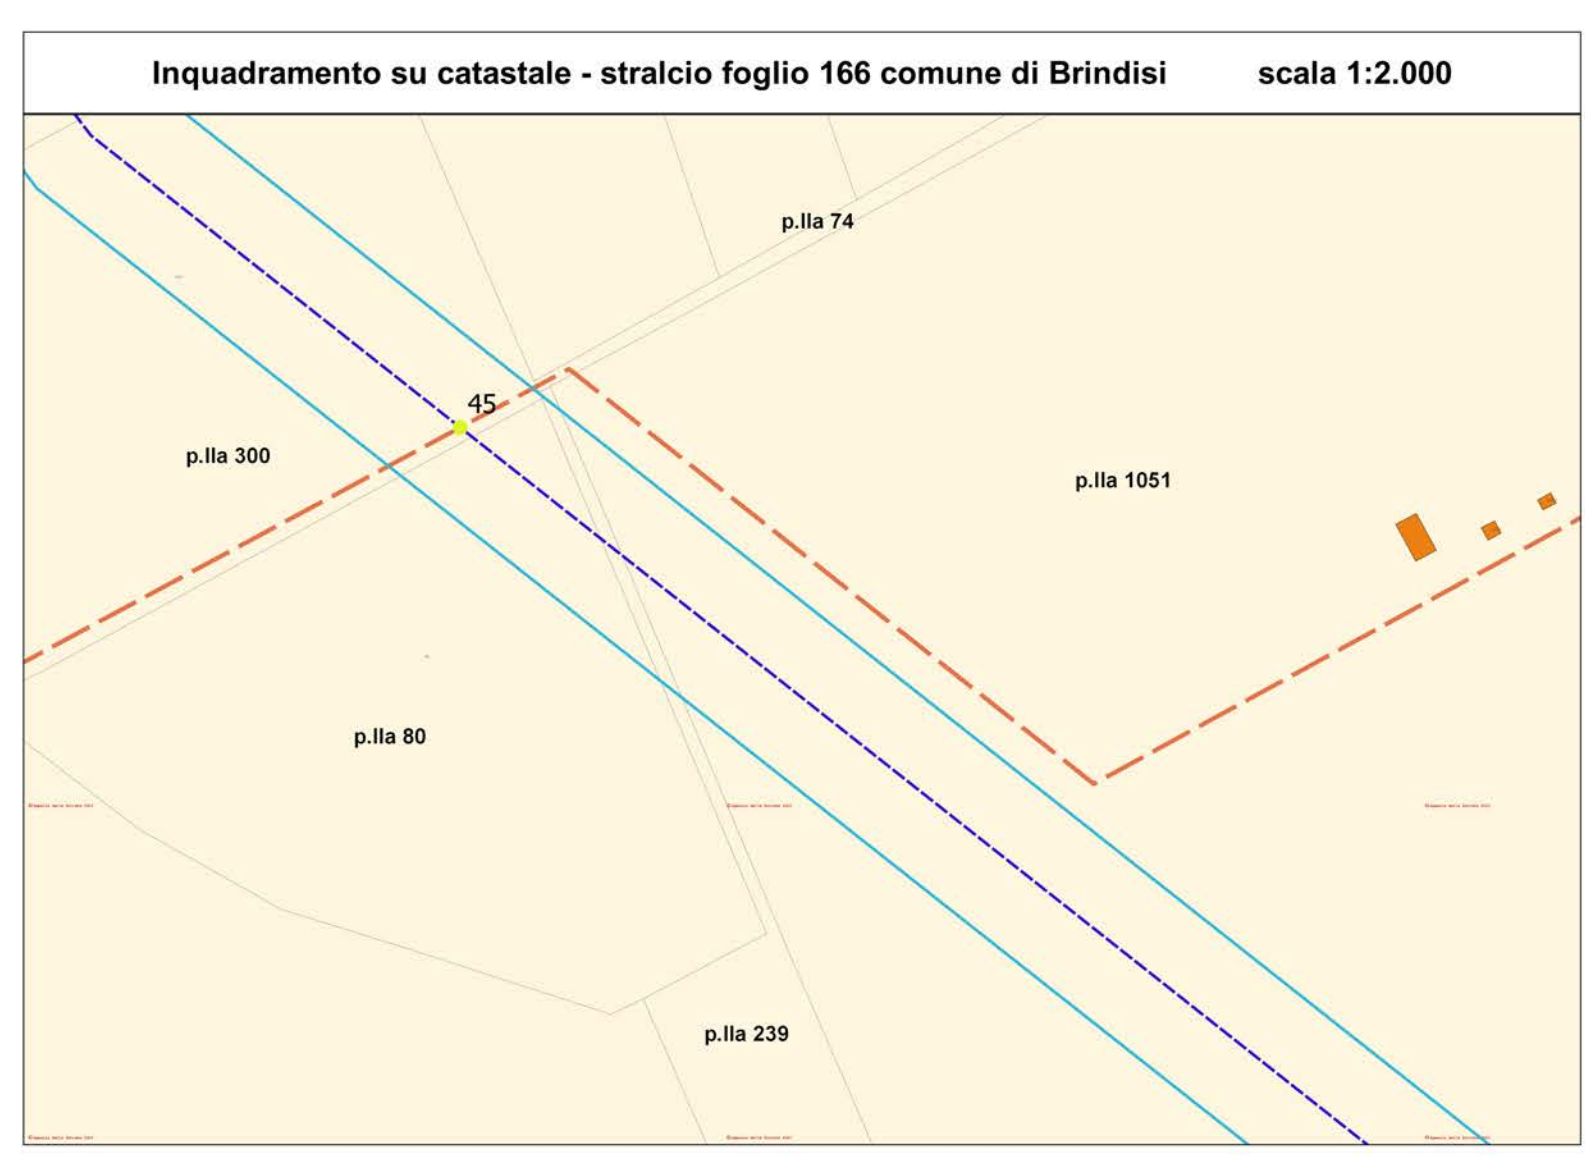 Inquadramento su catastale - stralcio foglio 166 comune di Brindisi scala 1:2.000
p.lla 74
45
p.lla 300
p.lla 1051
p.lla 80
p.lla 239